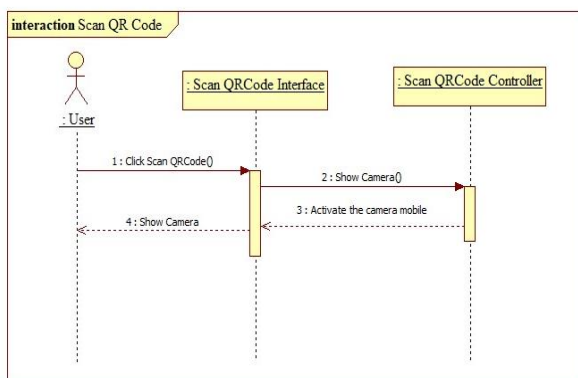 interaction Scan QR Code
: User
: Scan QRCode Interface
: Scan QRCode Controller
1 : Click Scan QRCode()
2 : Show Camera()
3 : Activate the camera mobile
4 : Show Camera